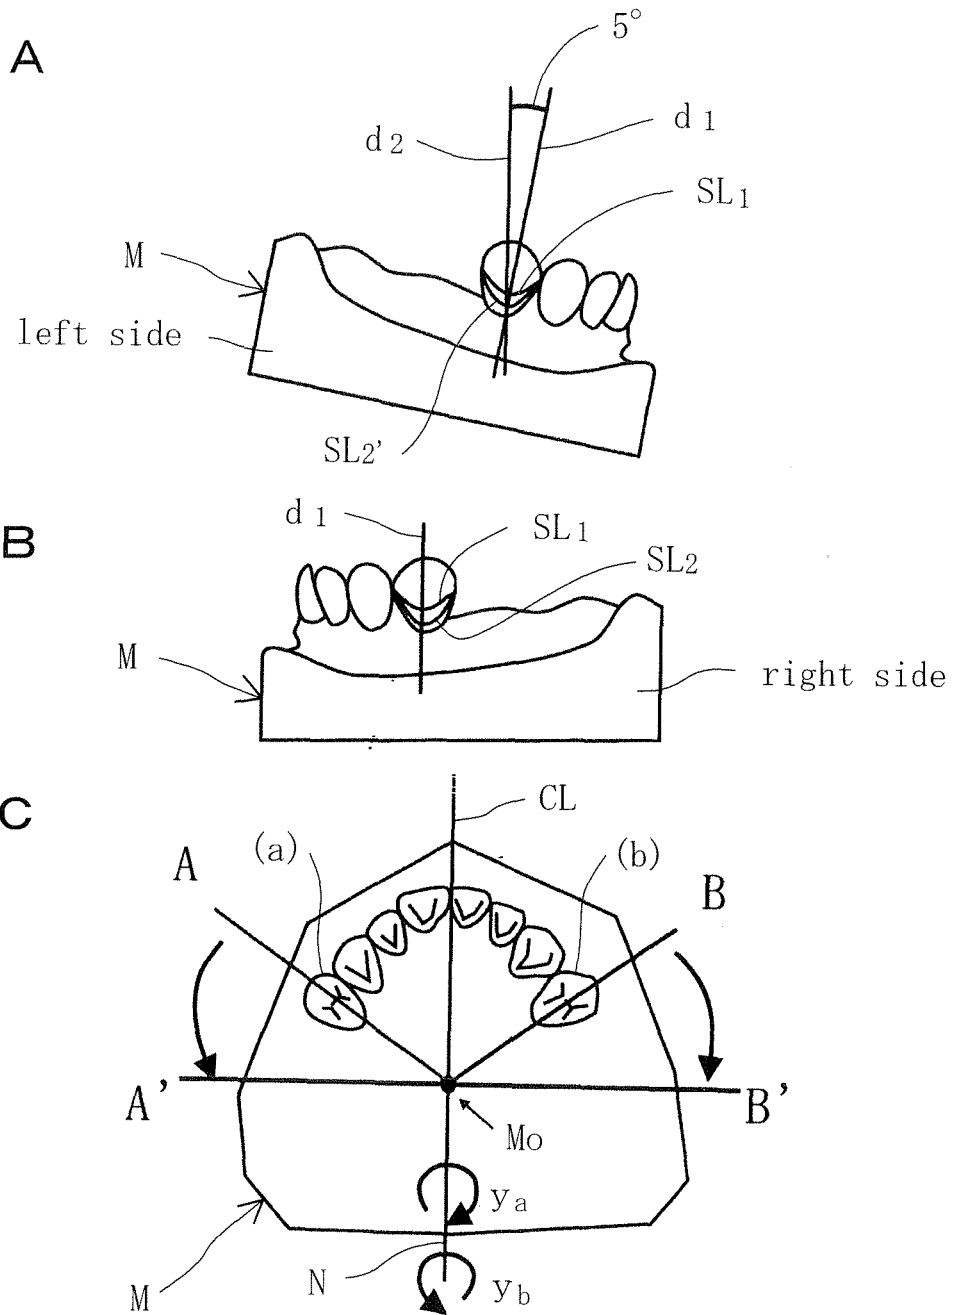 A
5°
d2
d1
SL1
M
left side
SL2'
B
d1
SL1
SL2
M
right side
C
CL
(a)
(b)
A
B
A'
B'
Mo
ya
N
yb
M